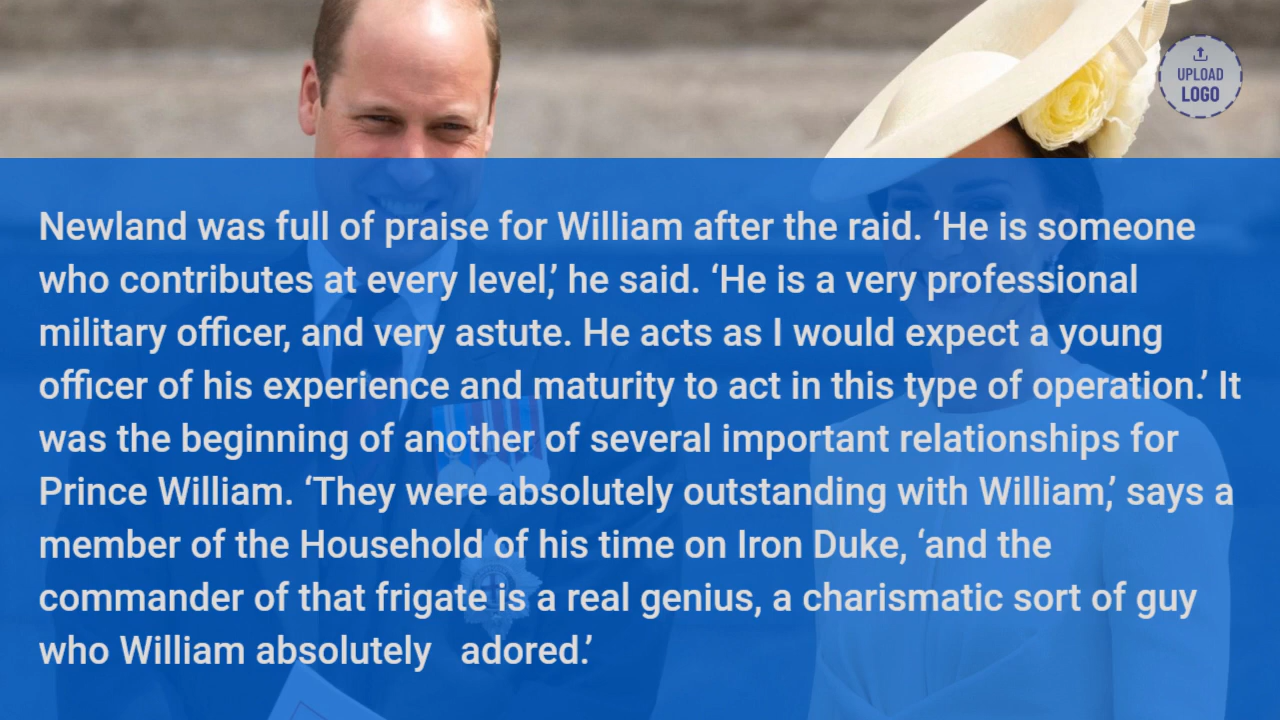 UPLOAD
LOGO
Newland was full of praise for William after the raid. ‘He is someone
who contributes at every level,’ he said. ‘He is a very professional
military officer, and very astute. He acts as I would expect a young
officer of his experience and maturity to act in this type of operation.’ It
was the beginning of another of several important relationships for
Prince William. ‘They were absolutely outstanding with William,’ says a
member of the Household of his time on Iron Duke, ‘and the
commander of that frigate is a real genius, a charismatic sort of guy
who William absolutely adored.’